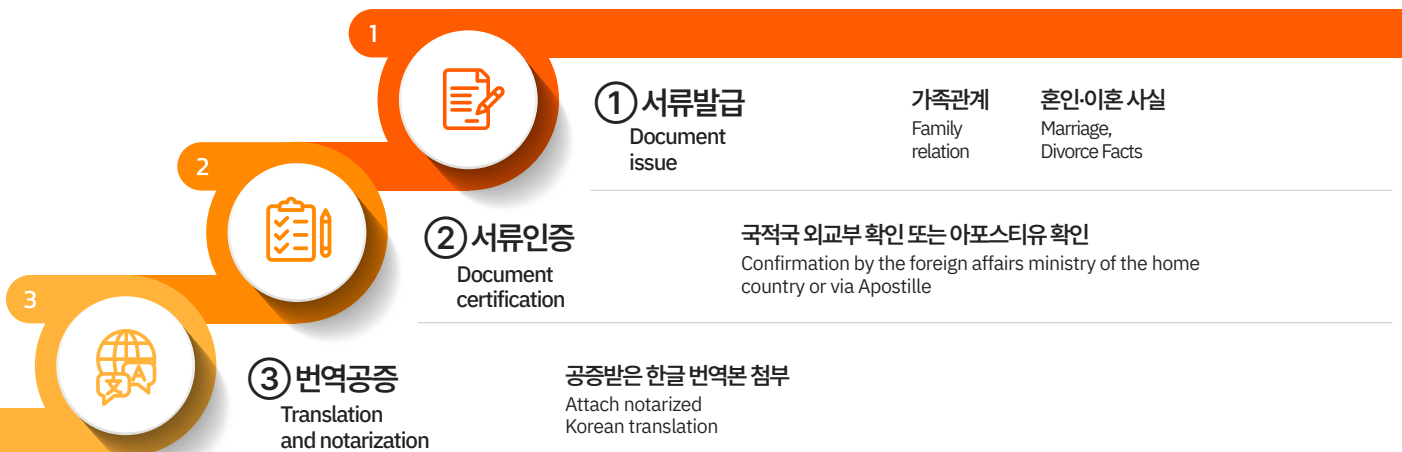 1
① 서류발급
Document
issue
가족관계
Family
relation
혼인·이혼 사실
Marriage,
Divorce Facts
2
② 서류인증
Document
certification
국적국 외교부 확인 또는 아포스티유 확인
Confirmation by the foreign affairs ministry of the home
country or via Apostille
3
文 A
③ 번역공증
Translation
and notarization
공증받은 한글 번역본 첨부
Attach notarized
Korean translation